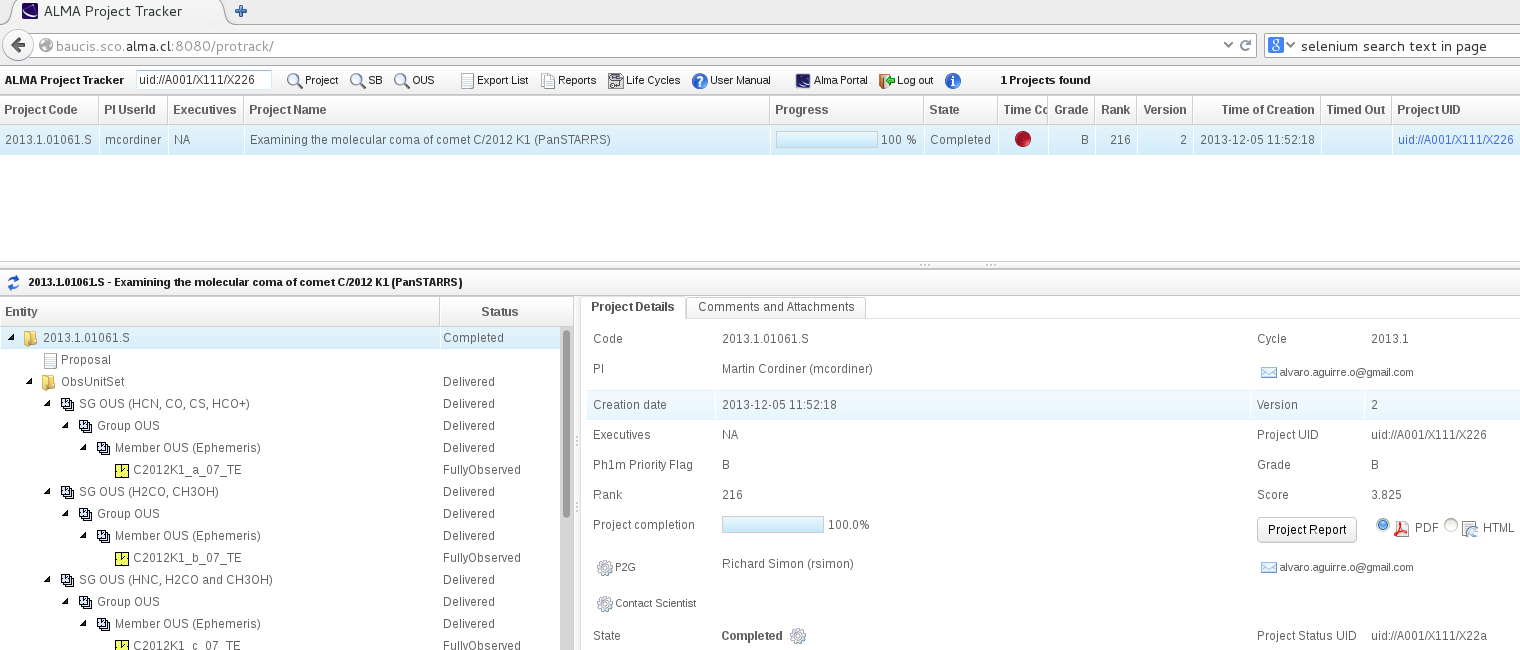 ALMA Project Tracker
baucis.sco.alma.cl:8080/protrack/
8 selenium search text in page
ALMA Project Tracker uid://A001/X111/X226 Project SB OUS Export List Reports Life Cycles User Manual Alma Portal Log out 1 Projects found
Project Code PI UserId Executives Project Name Progress State Time Co Grade Rank Version Time of Creation Timed Out Project UID
2013.1.01061.S mcordiner NA Examining the molecular coma of comet C/2012 K1 (PanSTARRS) 100 % Completed B 216 2 2013-12-05 11:52:18 uid://A001/X111/X226
2013.1.01061.S - Examining the molecular coma of comet C/2012 K1 (PanSTARRS)
Entity Status
2013.1.01061.S Completed
Proposal
ObsUnitSet Delivered
SG OUS (HCN, CO, CS, HCO+) Delivered
Group OUS Delivered
Member OUS (Ephemeris) Delivered
C2012K1_a_07_TE FullyObserved
SG OUS (H2CO, CH3OH) Delivered
Group OUS Delivered
Member OUS (Ephemeris) Delivered
C2012K1_b_07_TE FullyObserved
SG OUS (HNC, H2CO and CH3OH) Delivered
Group OUS Delivered
Member OUS (Ephemeris) Delivered
C2012K1_c_07_TE FullyObserved
Project Details Comments and Attachments
Code 2013.1.01061.S Cycle 2013.1
PI Martin Cordiner (mcordiner) alvaro.aguirre.o@gmail.com
Creation date 2013-12-05 11:52:18 Version 2
Executives NA Project UID uid://A001/X111/X226
Ph1m Priority Flag B Grade B
Rank 216 Score 3.825
Project completion 100.0% Project Report PDF HTML
P2G Richard Simon (rsimon) alvaro.aguirre.o@gmail.com
Contact Scientist
State Completed Project Status UID uid://A001/X111/X22a